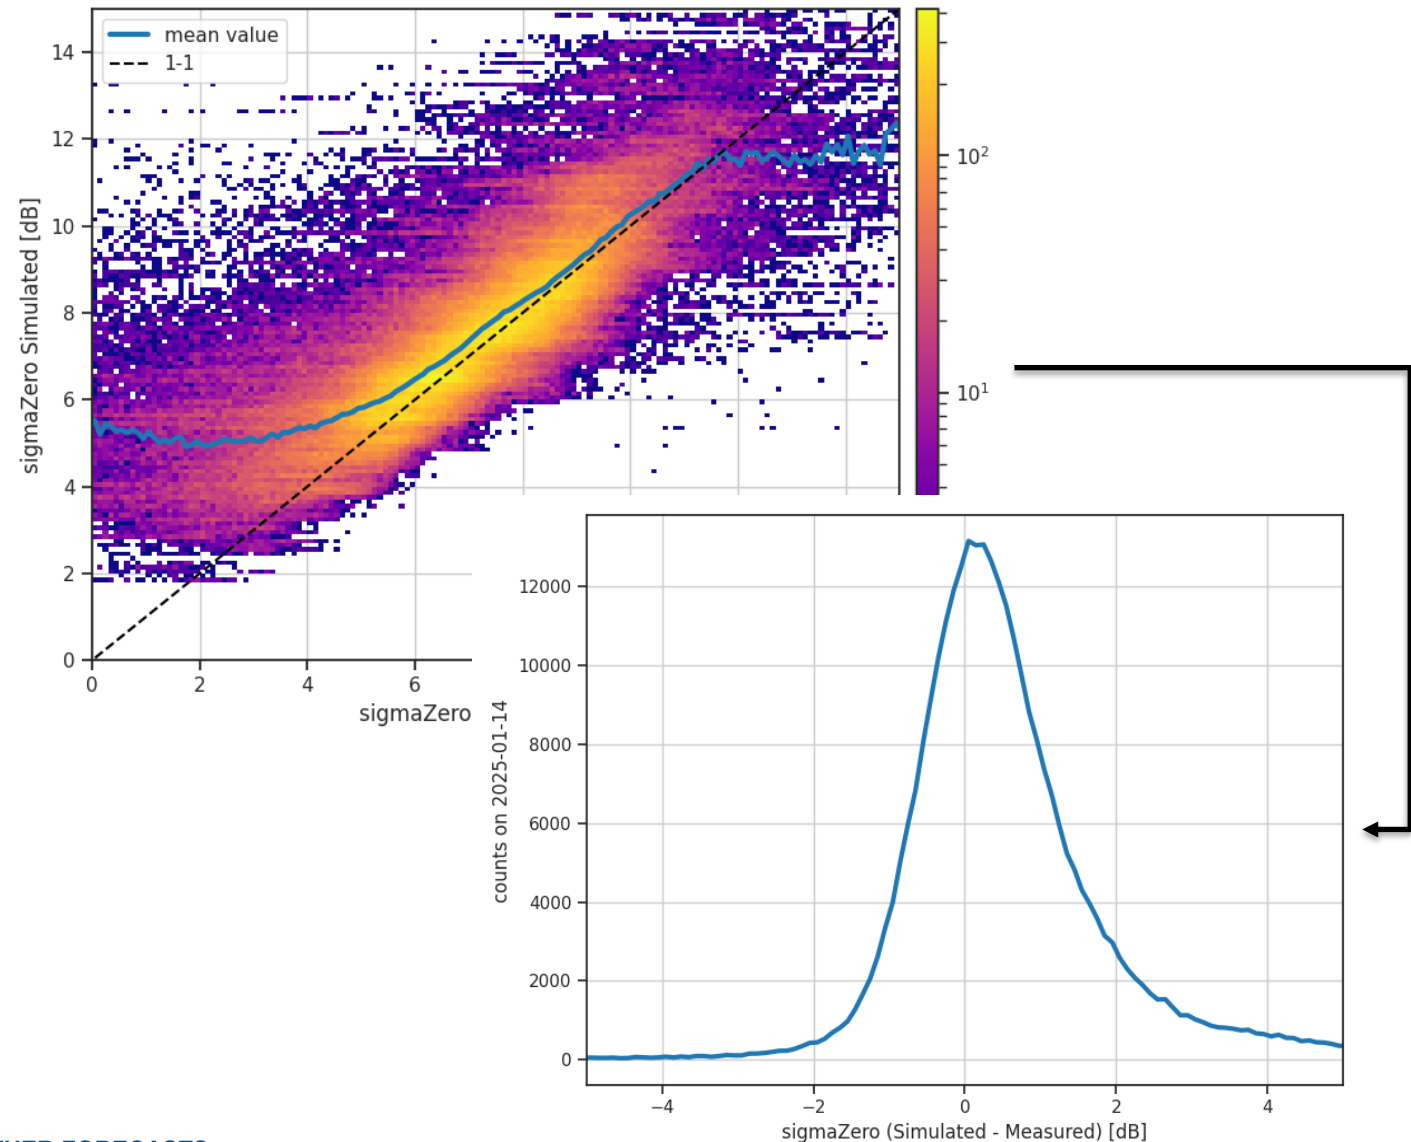 mean value
1-1
14
12
10
8
6
4
2
0
sigmaZero Simulated [dB]
0 2 4 6
sigmaZero
10²
10¹
12000
10000
8000
6000
4000
2000
0
counts on 2025-01-14
−4 −2 0 2 4
sigmaZero (Simulated - Measured) [dB]